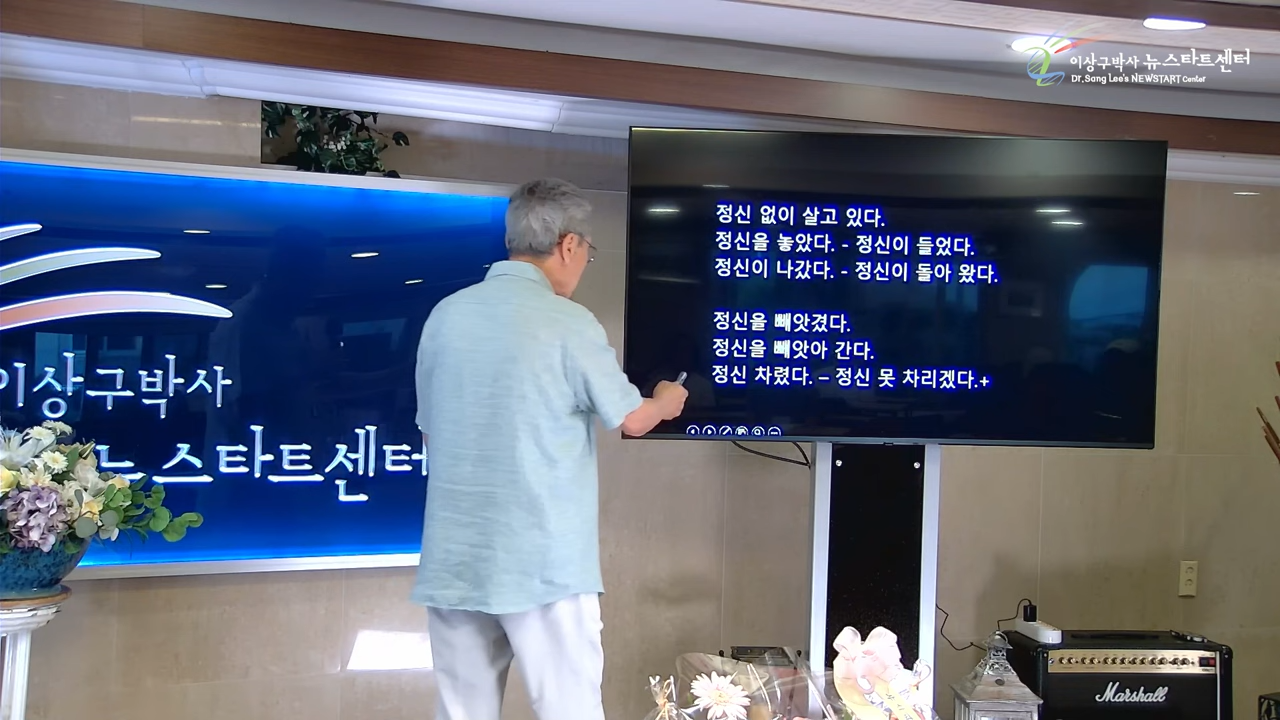 이상구박사 뉴스타트센터
Dr. Sang Lee's NEWSTART Center
정신 없이 살고 있다.
정신을 놓았다. - 정신이 들었다.
정신이 나갔다. - 정신이 돌아 왔다.
정신을 빼앗겼다.
정신을 빼앗아 간다.
정신 차렸다. – 정신 못 차리겠다.+
이상구박사
뉴스타트센터
Marshall